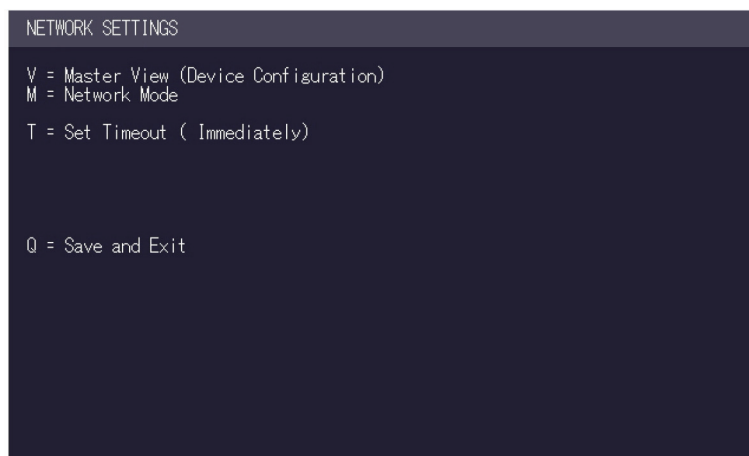 NETWORK SETTINGS
V = Master View (Device Configuration)
M = Network Mode
T = Set Timeout ( Immediately)
Q = Save and Exit